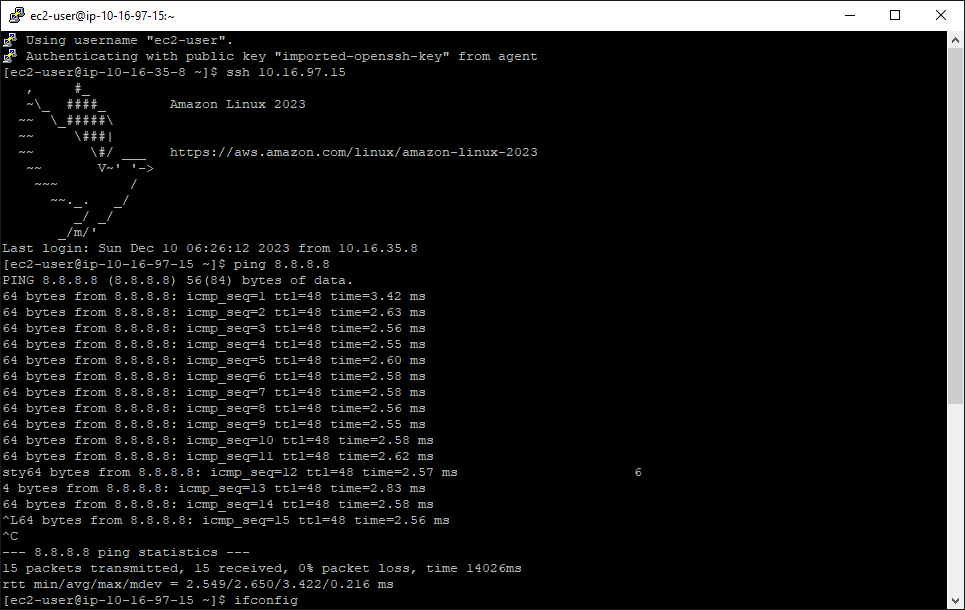 ec2-user@ip-10-16-97-15:~
Using username "ec2-user".
Authenticating with public key "imported-openssh-key" from agent
[ec2-user@ip-10-16-35-8 ~]$ ssh 10.16.97.15
   ,     #_
   ~\_  ####_        Amazon Linux 2023
  ~~  \_#####\
  ~~     \###|
  ~~       \#/ ___   https://aws.amazon.com/linux/amazon-linux-2023
   ~~       V~' '->
    ~~~         /
      ~~._.   _/
         _/ _/
       _/m/'
Last login: Sun Dec 10 06:26:12 2023 from 10.16.35.8
[ec2-user@ip-10-16-97-15 ~]$ ping 8.8.8.8
PING 8.8.8.8 (8.8.8.8) 56(84) bytes of data.
64 bytes from 8.8.8.8: icmp_seq=1 ttl=48 time=3.42 ms
64 bytes from 8.8.8.8: icmp_seq=2 ttl=48 time=2.63 ms
64 bytes from 8.8.8.8: icmp_seq=3 ttl=48 time=2.56 ms
64 bytes from 8.8.8.8: icmp_seq=4 ttl=48 time=2.55 ms
64 bytes from 8.8.8.8: icmp_seq=5 ttl=48 time=2.60 ms
64 bytes from 8.8.8.8: icmp_seq=6 ttl=48 time=2.58 ms
64 bytes from 8.8.8.8: icmp_seq=7 ttl=48 time=2.58 ms
64 bytes from 8.8.8.8: icmp_seq=8 ttl=48 time=2.56 ms
64 bytes from 8.8.8.8: icmp_seq=9 ttl=48 time=2.55 ms
64 bytes from 8.8.8.8: icmp_seq=10 ttl=48 time=2.58 ms
64 bytes from 8.8.8.8: icmp_seq=11 ttl=48 time=2.62 ms
sty64 bytes from 8.8.8.8: icmp_seq=12 ttl=48 time=2.57 ms                      6
4 bytes from 8.8.8.8: icmp_seq=13 ttl=48 time=2.83 ms
64 bytes from 8.8.8.8: icmp_seq=14 ttl=48 time=2.58 ms
^L64 bytes from 8.8.8.8: icmp_seq=15 ttl=48 time=2.56 ms
^C
--- 8.8.8.8 ping statistics ---
15 packets transmitted, 15 received, 0% packet loss, time 14026ms
rtt min/avg/max/mdev = 2.549/2.650/3.422/0.216 ms
[ec2-user@ip-10-16-97-15 ~]$ ifconfig